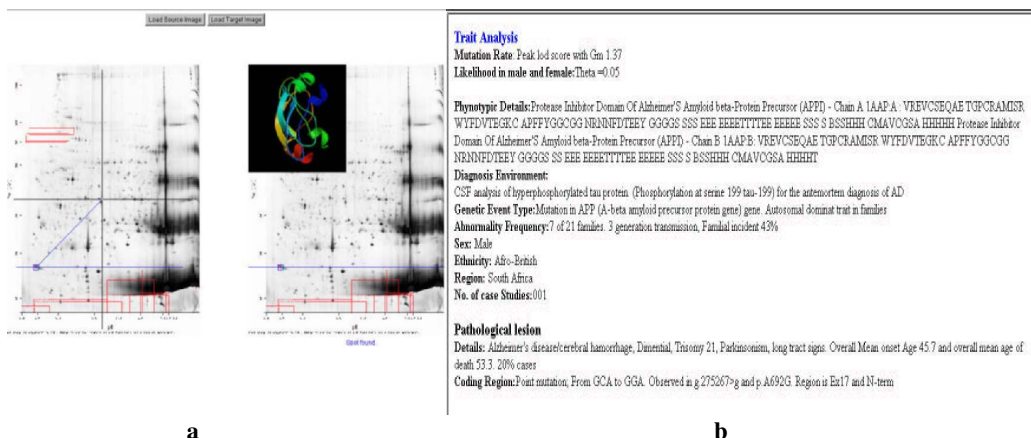 Load Source Image Load Target Image
pH
pH
Spot found.
Trait Analysis
Mutation Rate: Peak lod score with Gm 1.37
Likelihood in male and female:Theta =0.05
Phynotypic Details:Protease Inhibitor Domain Of Alzheimer'S Amyloid beta-Protein Precursor (APPI) - Chain A 1AAP:A : VREVCSEQAE TGPCRAMISR
WYFDVTEGKC APFFYGGCGG NRNNFDTEEY GGGGS SSS EEE EEEETTTTEE EEEEE SSS S BSSHHH CMAVCGSA HHHHH Protease Inhibitor
Domain Of Alzheimer'S Amyloid beta-Protein Precursor (APPI) - Chain B 1AAP:B: VREVCSEQAE TGPCRAMISR WYFDVTEGKC APFFYGGCGG
NRNNFDTEEY GGGGS SS EEE EEEETTTTEE EEEEE SSS S BSSHHH CMAVCGSA HHHHT
Diagnosis Environment:
CSF analysis of hyperphosphorylated tau protein. (Phosphorylation at serine 199 tau-199) for the antemortem diagnosis of AD
Genetic Event Type:Mutation in APP (A-beta amyloid precursor protein gene) gene. Autosomal dominat trait in families
Abnormality Frequency:7 of 21 families. 3 generation transmission, Familial incident 43%
Sex: Male
Ethnicity: Afro-British
Region: South Africa
No. of case Studies:001
Pathological lesion
Details: Alzheimer's disease/cerebral hamorrhage, Dimential, Trisomy 21, Parkinsonism, long tract signs. Overall Mean onset Age 45.7 and overall mean age of
death 53.3. 20% cases
Coding Region:Point mutation; From GCA to GGA. Observed in g.275267>g and p.A692G. Region is Ex17 and N-term
a b